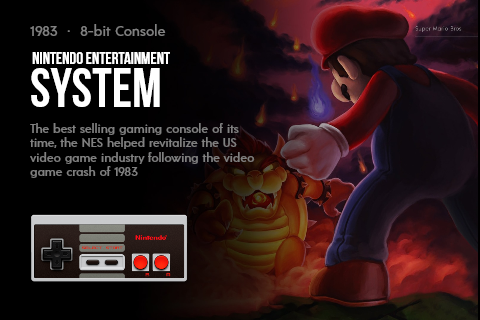 1983 · 8-bit Console
Super Mario Bros.
NINTENDO ENTERTAINMENT
SYSTEM
The best selling gaming console of its
time, the NES helped revitalize the US
video game industry following the video
game crash of 1983
Nintendo